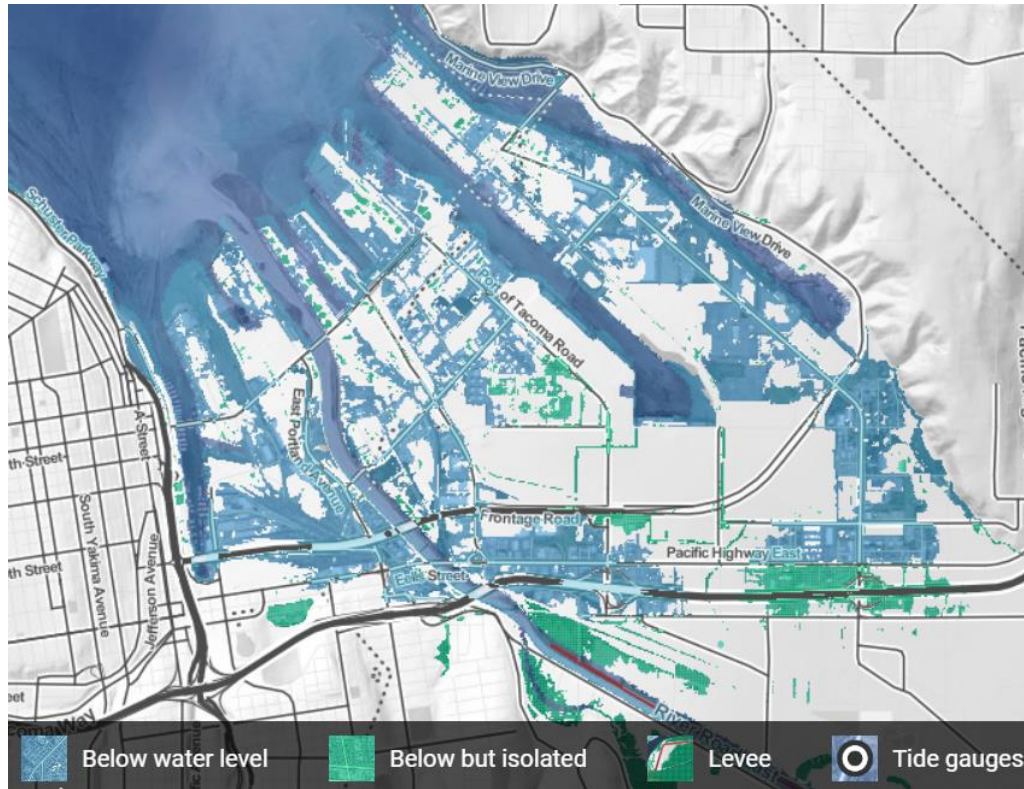 Marine View Drive
Schuster Parkway
Marine View Drive
Port of Tacoma Road
A Street
East Portland Avenue
th Street
Frontage Road
South Yakima Avenue
Jefferson Avenue
Pacific Highway East
th Street
Street
River Road East
Below water level
Below but isolated
Levee
Tide gauges